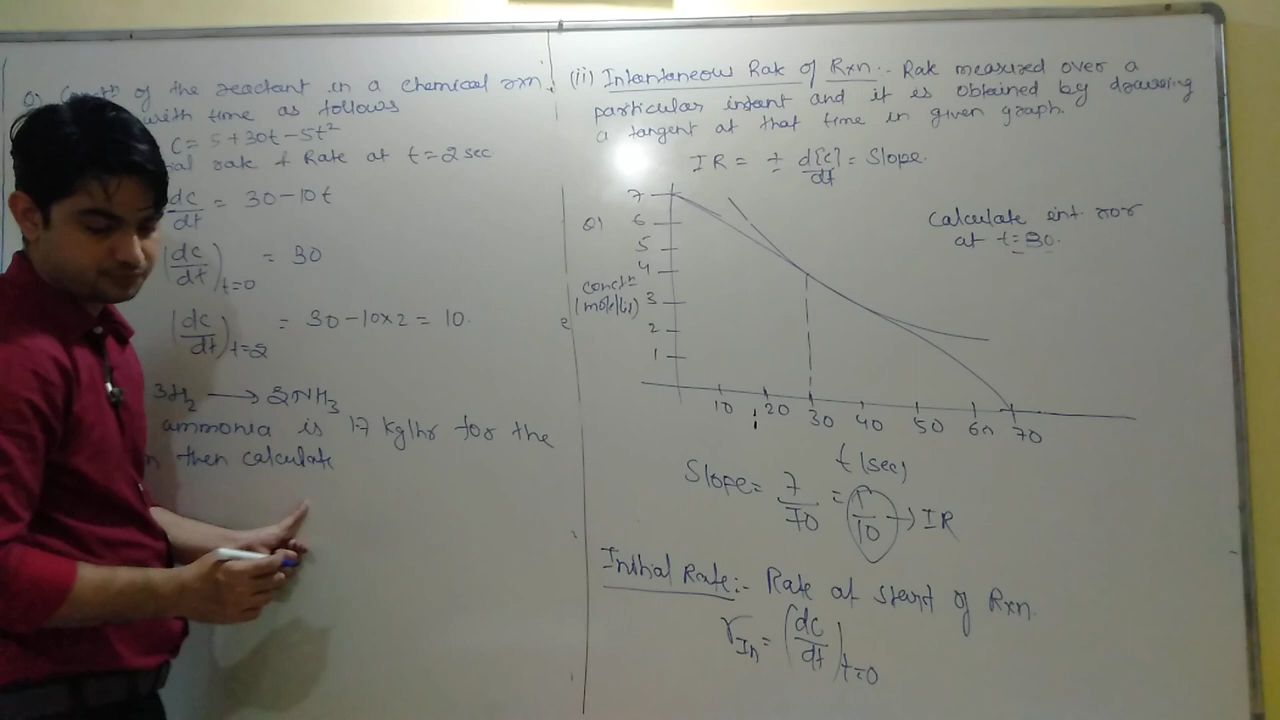 of the reactant in a chemical rxn.
with time as follows
C = 5 + 30t - 5t²
rate & Rate at t = 2 sec
dc/dt = 30 - 10t
(dc/dt)t=0 = 30
(dc/dt)t=2 = 30 - 10 x 2 = 10.
3H₂ → 2NH₃
ammonia is 17 kg/hr for the
then calculate
(ii) Intantaneous Rate of Rxn :- Rate measured over a
particular instant and it is obtained by drawing
a tangent at that time in given graph.
IR = ± d[c]/dt = Slope.
Q)
Calculate int ror
at t = 30.
7
6
5
4
3
2
1
concⁿ
(mole/L)
10 20 30 40 50 60 70
t (sec)
Slope = 7/70 = 1/10 → IR
Initial Rate :- Rate at start of Rxn.
rIn = (dc/dt)t=0